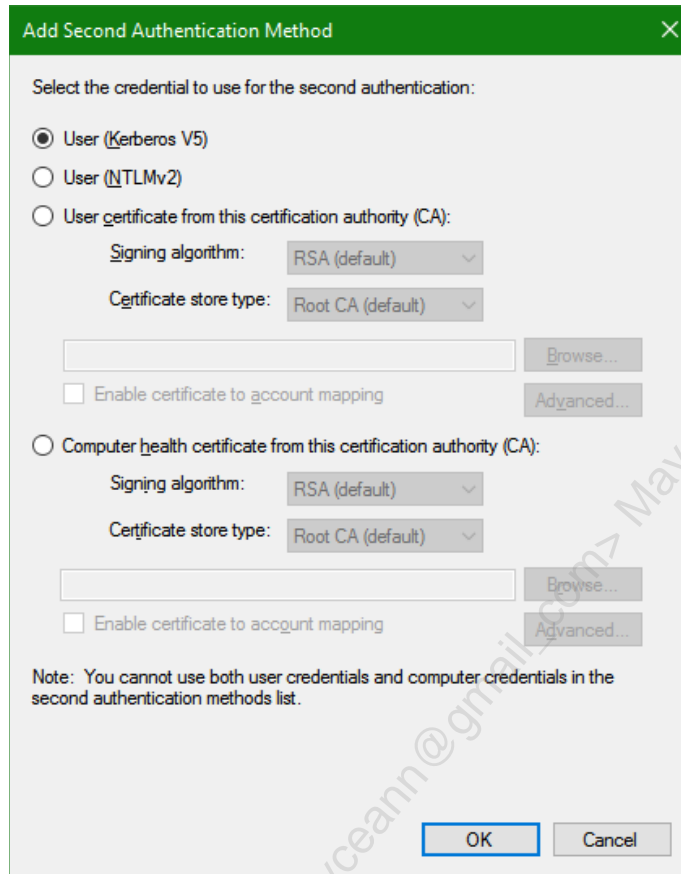 Add Second Authentication Method
Select the credential to use for the second authentication:
User (Kerberos V5)
User (NTLMv2)
User certificate from this certification authority (CA):
Signing algorithm: RSA (default)
Certificate store type: Root CA (default)
Browse...
Enable certificate to account mapping Advanced...
Computer health certificate from this certification authority (CA):
Signing algorithm: RSA (default)
Certificate store type: Root CA (default)
Browse...
Enable certificate to account mapping Advanced...
Note: You cannot use both user credentials and computer credentials in the
second authentication methods list.
OK Cancel
ceann@gmail_com> May